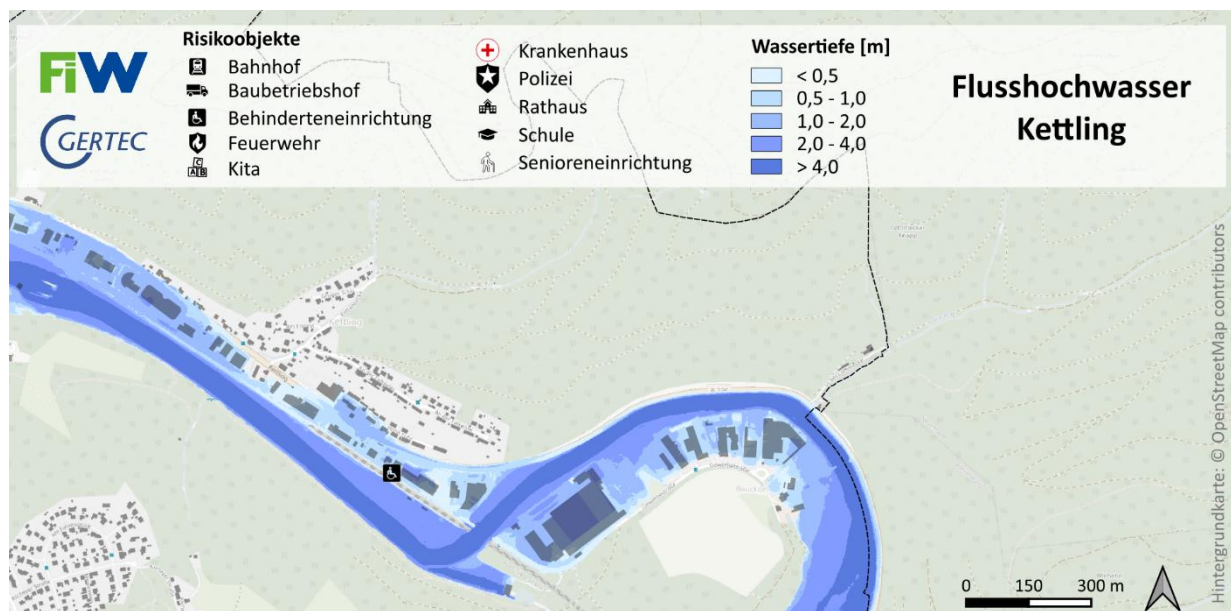 FiW
GERTEC
Risikoobjekte
Bahnhof
Baubetriebshof
Behinderteneinrichtung
Feuerwehr
Kita
Krankenhaus
Polizei
Rathaus
Schule
Senioreneinrichtung
Wassertiefe [m]
< 0,5
0,5 - 1,0
1,0 - 2,0
2,0 - 4,0
> 4,0
Flusshochwasser
Kettling
Kettling
0 150 300 m
Hintergrundkarte: © OpenStreetMap contributors